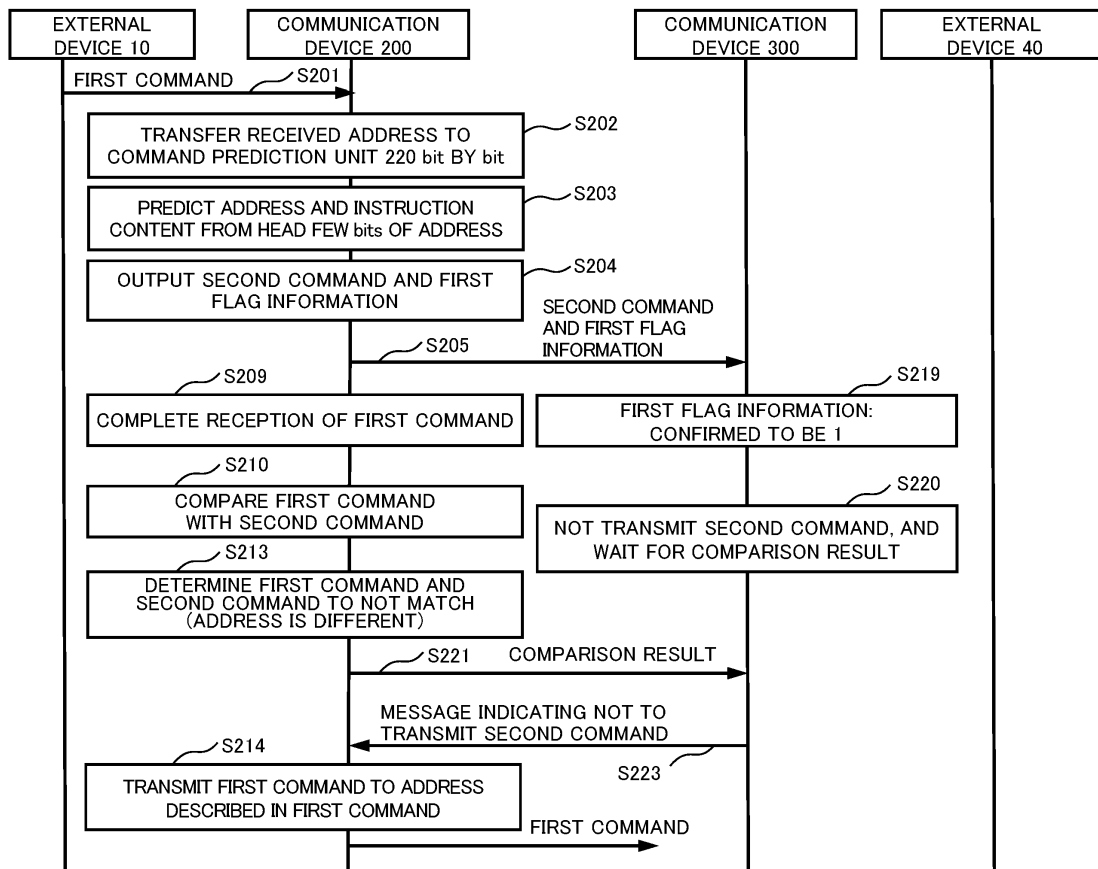 EXTERNAL
DEVICE 10
COMMUNICATION
DEVICE 200
COMMUNICATION
DEVICE 300
EXTERNAL
DEVICE 40
FIRST COMMAND
S201
S202
TRANSFER RECEIVED ADDRESS TO
COMMAND PREDICTION UNIT 220 bit BY bit
S203
PREDICT ADDRESS AND INSTRUCTION
CONTENT FROM HEAD FEW bits OF ADDRESS
S204
OUTPUT SECOND COMMAND AND FIRST
FLAG INFORMATION
SECOND COMMAND
AND FIRST FLAG
INFORMATION
S205
S209
COMPLETE RECEPTION OF FIRST COMMAND
S219
FIRST FLAG INFORMATION:
CONFIRMED TO BE 1
S210
COMPARE FIRST COMMAND
WITH SECOND COMMAND
S220
NOT TRANSMIT SECOND COMMAND, AND
WAIT FOR COMPARISON RESULT
S213
DETERMINE FIRST COMMAND AND
SECOND COMMAND TO NOT MATCH
(ADDRESS IS DIFFERENT)
S221
COMPARISON RESULT
MESSAGE INDICATING NOT TO
TRANSMIT SECOND COMMAND
S223
S214
TRANSMIT FIRST COMMAND TO ADDRESS
DESCRIBED IN FIRST COMMAND
FIRST COMMAND